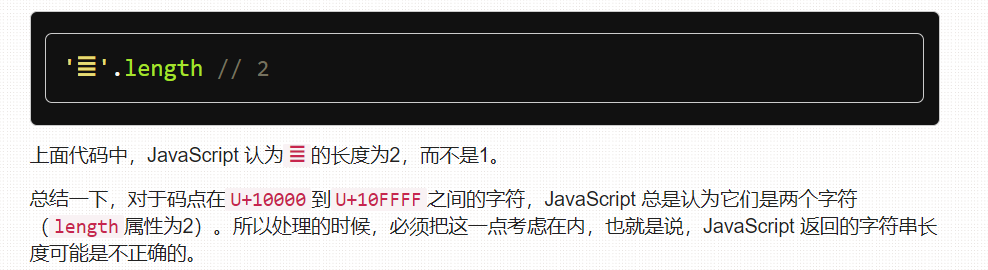 '𝌆'.length // 2
上面代码中，JavaScript 认为 𝌆 的长度为2，而不是1。
总结一下，对于码点在 U+10000 到 U+10FFFF 之间的字符，JavaScript 总是认为它们是两个字符
（length 属性为2）。所以处理的时候，必须把这一点考虑在内，也就是说，JavaScript 返回的字符串长
度可能是不正确的。